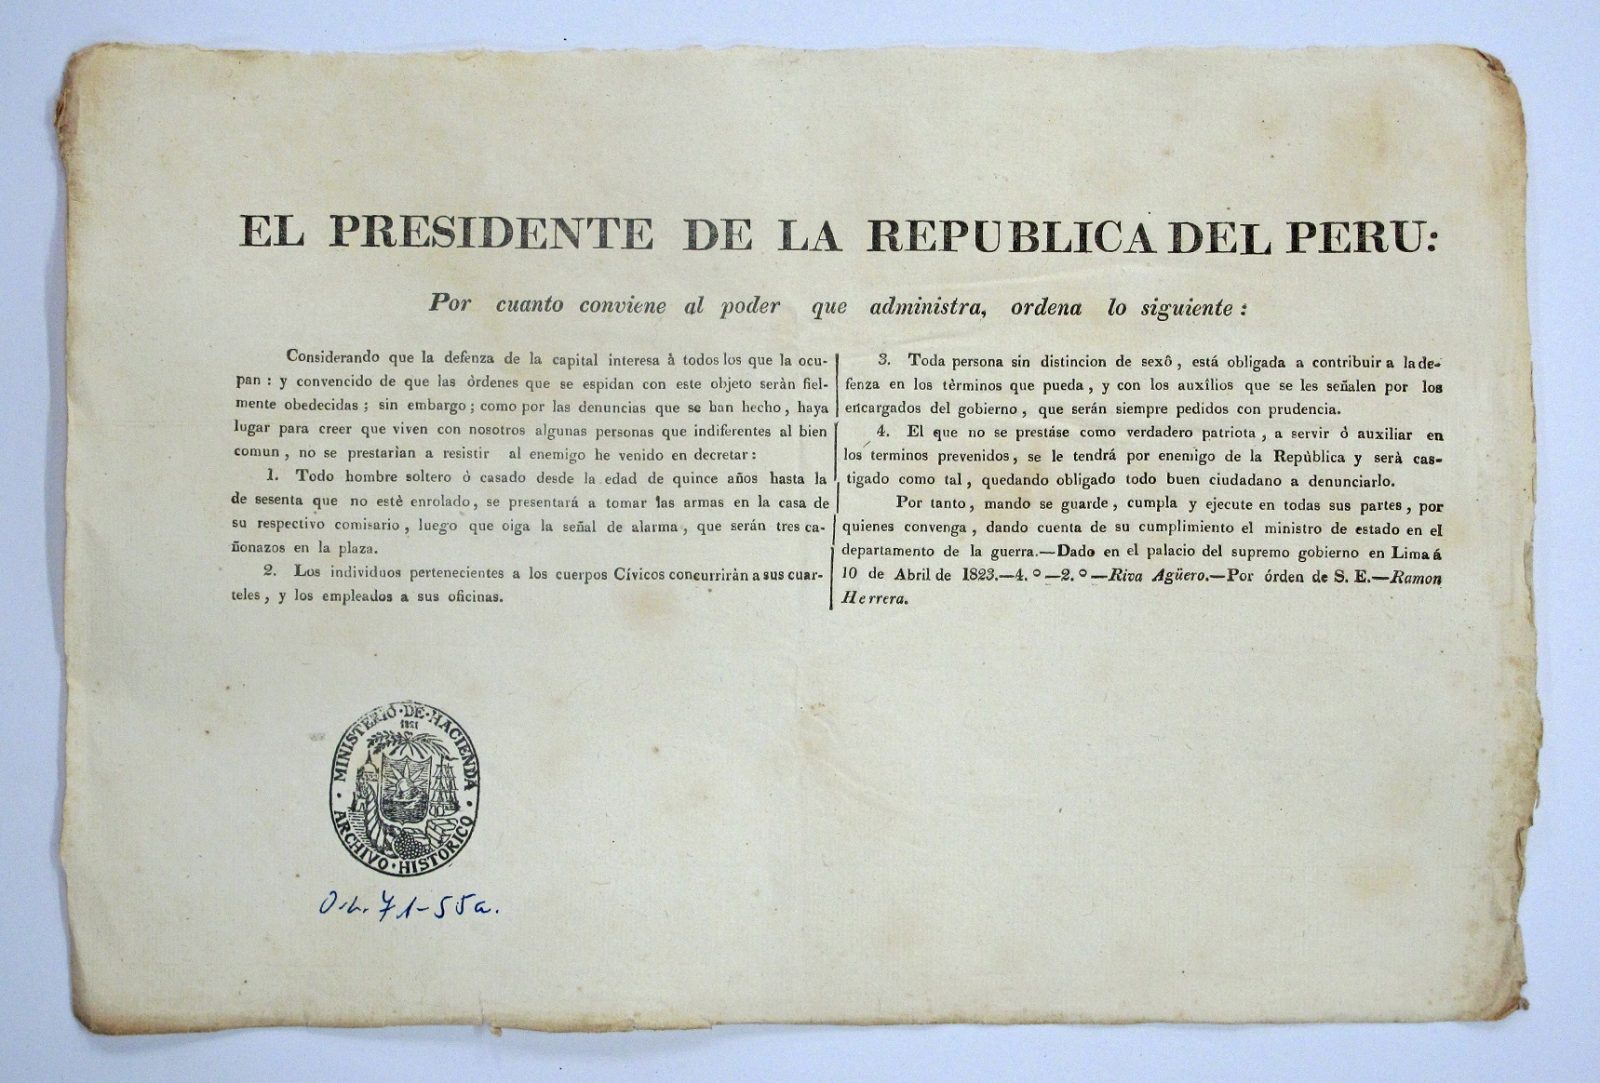 EL PRESIDENTE DE LA REPUBLICA DEL PERU:
Por cuanto conviene al poder que administra, ordena lo siguiente :
Considerando que la defenza de la capital interesa à todos los que la ocu-
pan : y convencido de que las òrdenes que se espidan con este objeto seràn fiel-
mente obedecidas ; sin embargo ; como por las denuncias que se han hecho , haya
lugar para creer que viven con nosotros algunas personas que indiferentes al bien
comun , no se prestarian a resistir al enemigo he venido en decretar :
1. Todo hombre soltero ò casado desde la edad de quince años hasta la
de sesenta que no estè enrolado, se presentará a tomar las armas en la casa de
su respectivo comisario , luego que oiga la señal de alarma , que serán tres ca-
ñonazos en la plaza.
2. Los individuos pertenecientes a los cuerpos Cívicos concurriràn a sus cuar-
teles , y los empleados a sus oficinas.
3. Toda persona sin distincion de sexô , está obligada a contribuir a la de-
fenza en los tèrminos que pueda , y con los auxîlios que se les señalen por los
encargados del gobierno , que serán siempre pedidos con prudencia.
4. El que no se prestáse como verdadero patriota , a servir ò auxiliar en
los terminos prevenidos , se le tendrá por enemigo de la Repùblica y serà cas-
tigado como tal , quedando obligado todo buen ciudadano a denunciarlo.
Por tanto , mando se guarde , cumpla y ejecute en todas sus partes , por
quienes convenga , dando cuenta de su cumplimiento el ministro de estado en el
departamento de la guerra.—Dado en el palacio del supremo gobierno en Lima á
10 de Abril de 1823.—4.º—2.º—Riva Agüero.—Por órden de S. E.—Ramon
Herrera.
MINISTERIO · DE · HACIENDA
1821
ARCHIVO · HISTORICO
O.L. 71-55a.